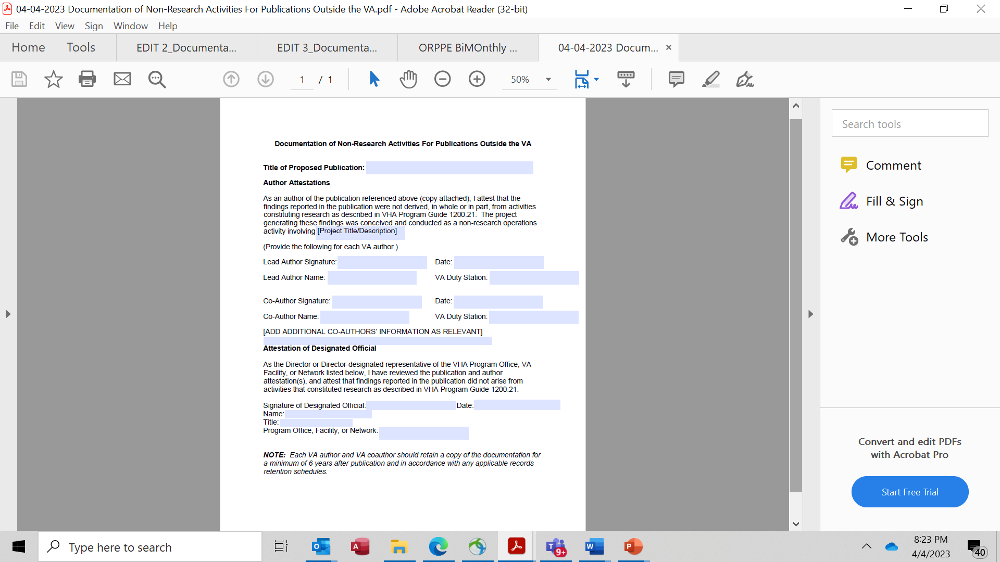 04-04-2023 Documentation of Non-Research Activities For Publications Outside the VA.pdf - Adobe Acrobat Reader (32-bit)
File Edit View Sign Window Help
Home Tools EDIT 2_Documenta... EDIT 3_Documenta... ORPPE BiMOnthly ... 04-04-2023 Docum... ×
1 / 1 50%
Documentation of Non-Research Activities For Publications Outside the VA
Title of Proposed Publication:
Author Attestations
As an author of the publication referenced above (copy attached), I attest that the
findings reported in the publication were not derived, in whole or in part, from activities
constituting research as described in VHA Program Guide 1200.21. The project
generating these findings was conceived and conducted as a non-research operations
activity involving [Project Title/Description]
(Provide the following for each VA author.)
Lead Author Signature: Date:
Lead Author Name: VA Duty Station:
Co-Author Signature: Date:
Co-Author Name: VA Duty Station:
[ADD ADDITIONAL CO-AUTHORS' INFORMATION AS RELEVANT]
Attestation of Designated Official
As the Director or Director-designated representative of the VHA Program Office, VA
Facility, or Network listed below, I have reviewed the publication and author
attestation(s), and attest that findings reported in the publication did not arise from
activities that constituted research as described in VHA Program Guide 1200.21.
Signature of Designated Official: Date:
Name:
Title:
Program Office, Facility, or Network:
NOTE: Each VA author and VA coauthor should retain a copy of the documentation for
a minimum of 6 years after publication and in accordance with any applicable records
retention schedules.
Search tools
Comment
Fill & Sign
More Tools
Convert and edit PDFs
with Acrobat Pro
Start Free Trial
Type here to search
O A T 9+ W P
8:23 PM
4/4/2023
40